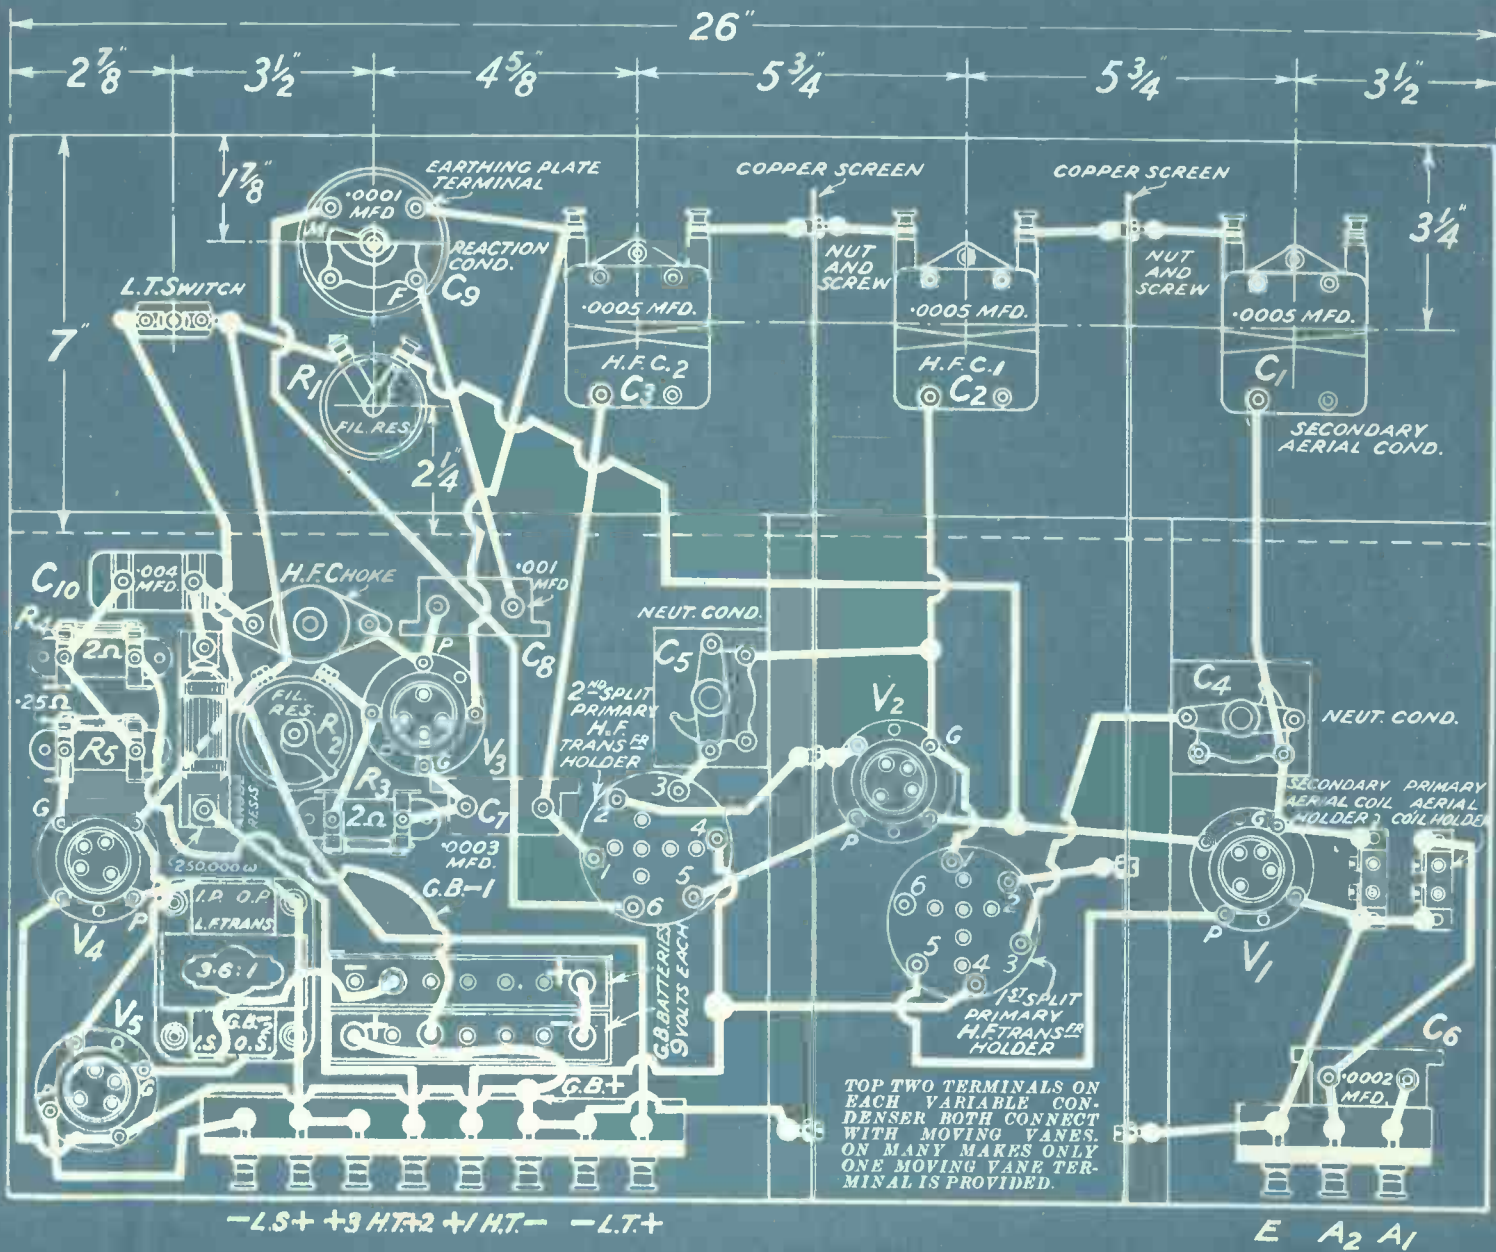 26"
2 7/8" 3 1/2" 4 5/8" 5 3/4" 5 3/4" 3 1/2"
1 7/8"
3 1/4"
7"
2 1/4"
EARTHING PLATE
TERMINAL
·0001
MFD
M
F
REACTION
COND.
C9
COPPER SCREEN
COPPER SCREEN
NUT
AND
SCREW
NUT
AND
SCREW
L.T. SWITCH
R1
FIL. RES.
·0005 MFD.
H.F.C.2
C3
·0005 MFD.
H.F.C.1
C2
·0005 MFD.
C1
SECONDARY
AERIAL COND.
C10
·004
MFD.
H.F. CHOKE
·001
MFD
C8
P
R4
2Ω
·25Ω
R5
FIL.
RES.
R2
V3
G
R3
2Ω
C7
·0003
MFD.
250,000 ω
NEUT. COND.
C5
2ND SPLIT
PRIMARY
H.F.
TRANSFR
HOLDER
1
2
3
4
5
6
V2
G
P
C4
NEUT. COND.
SECONDARY PRIMARY
AERIAL COIL AERIAL
HOLDER COIL HOLDER
G
P
V1
1
2
3
4
5
6
1ST SPLIT
PRIMARY
H.F. TRANSFR
HOLDER
G
P
V4
I.P. O.P.
L.F. TRANS.
3·6:1
G.B.-2
I.S. O.S.
G.B.-1
G.B. BATTERIES
9 VOLTS EACH
- +
+ -
G.B.+
V5
G
P
C6
·0002
MFD.
TOP TWO TERMINALS ON
EACH VARIABLE CON-
DENSER BOTH CONNECT
WITH MOVING VANES.
ON MANY MAKES ONLY
ONE MOVING VANE TER-
MINAL IS PROVIDED.
-L.S+ +3 H.T.+2 +1 H.T.- -L.T.+
E A2 A1